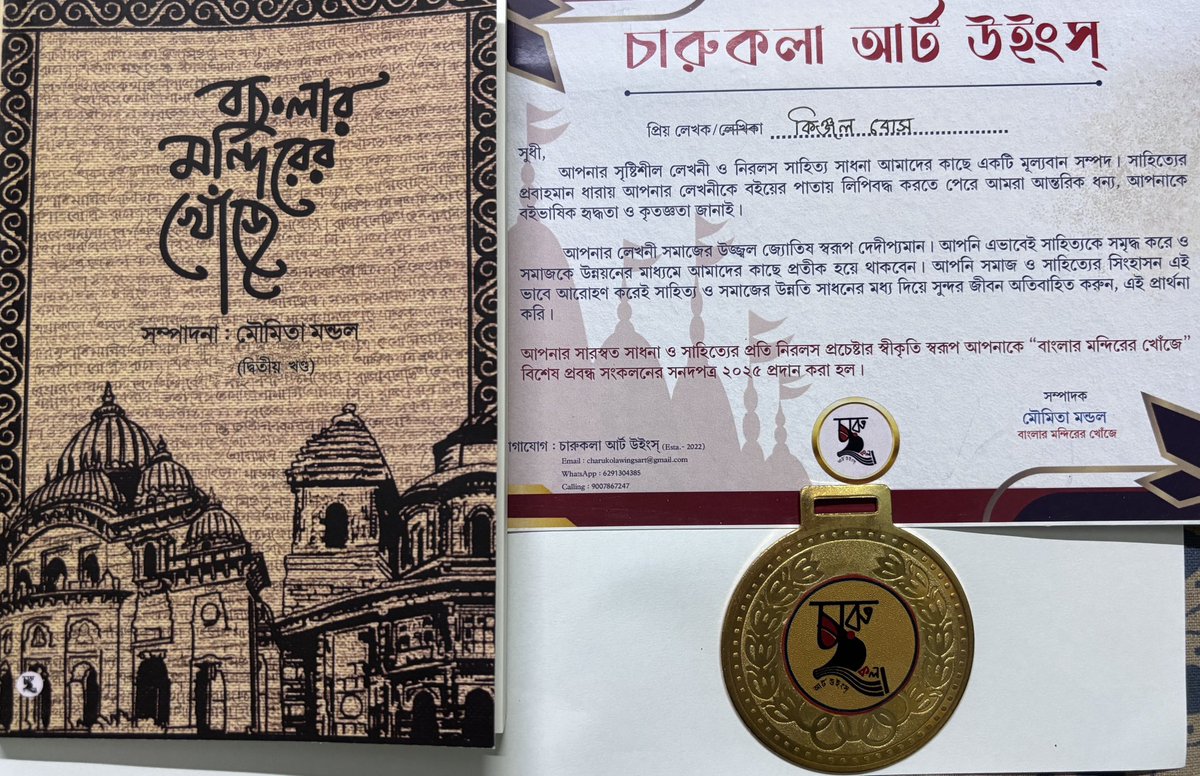 বাংলার
মন্দিরের
খোঁজে
সম্পাদনা : মৌমিতা মন্ডল
(দ্বিতীয় খণ্ড)
চারুকলা আর্ট উইংস্
প্রিয় লেখক/লেখিকা ....কিঞ্জল বোস....................
সুধী,
আপনার সৃষ্টিশীল লেখনী ও নিরলস সাহিত্য সাধনা আমাদের কাছে একটি মূল্যবান সম্পদ। সাহিত্যের
প্রবাহমান ধারায় আপনার লেখনীকে বইয়ের পাতায় লিপিবদ্ধ করতে পেরে আমরা আন্তরিক ধন্য, আপনাকে
বইভাষিক হৃদ্ধতা ও কৃতজ্ঞতা জানাই।
আপনার লেখনী সমাজের উজ্জ্বল জ্যোতিষ স্বরূপ দেদীপ্যমান। আপনি এভাবেই সাহিত্যকে সমৃদ্ধ করে ও
সমাজকে উন্নয়নের মাধ্যমে আমাদের কাছে প্রতীক হয়ে থাকবেন। আপনি সমাজ ও সাহিত্যের সিংহাসন এই
ভাবে আরোহণ করেই সাহিত্য ও সমাজের উন্নতি সাধনের মধ্য দিয়ে সুন্দর জীবন অতিবাহিত করুন, এই প্রার্থনা
করি।
আপনার সারস্বত সাধনা ও সাহিত্যের প্রতি নিরলস প্রচেষ্টার স্বীকৃতি স্বরূপ আপনাকে “বাংলার মন্দিরের খোঁজে”
বিশেষ প্রবন্ধ সংকলনের সনদপত্র ২০২৫ প্রদান করা হল।
সম্পাদক
মৌমিতা মন্ডল
বাংলার মন্দিরের খোঁজে
গাযোগ : চারুকলা আর্ট উইংস্ (Esta.- 2022)
Email : charukolawingsart@gmail.com
WhatsApp : 6291304385
Calling : 9007867247
চারু
কলা
আর্ট উইংস